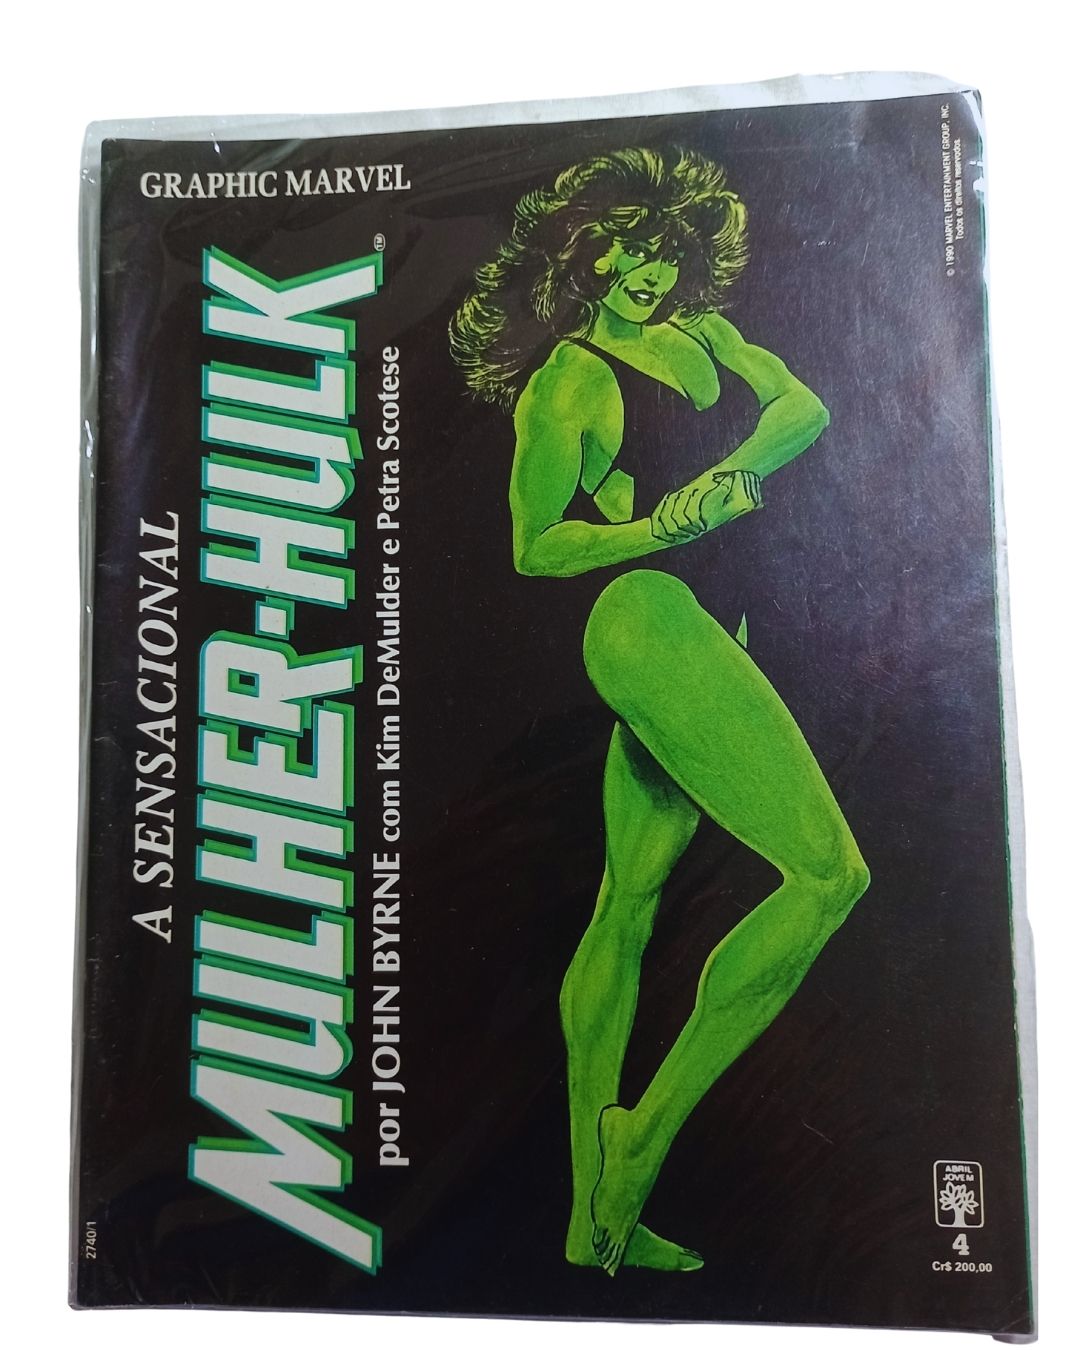 GRAPHIC MARVEL
A SENSACIONAL
MULHER-HULK™
por JOHN BYRNE com Kim DeMulder e Petra Scotese
© 1990 MARVEL ENTERTAINMENT GROUP, INC.
Todos os direitos reservados.
2740/1
ABRIL
JOVEM
4
Cr$ 200,00